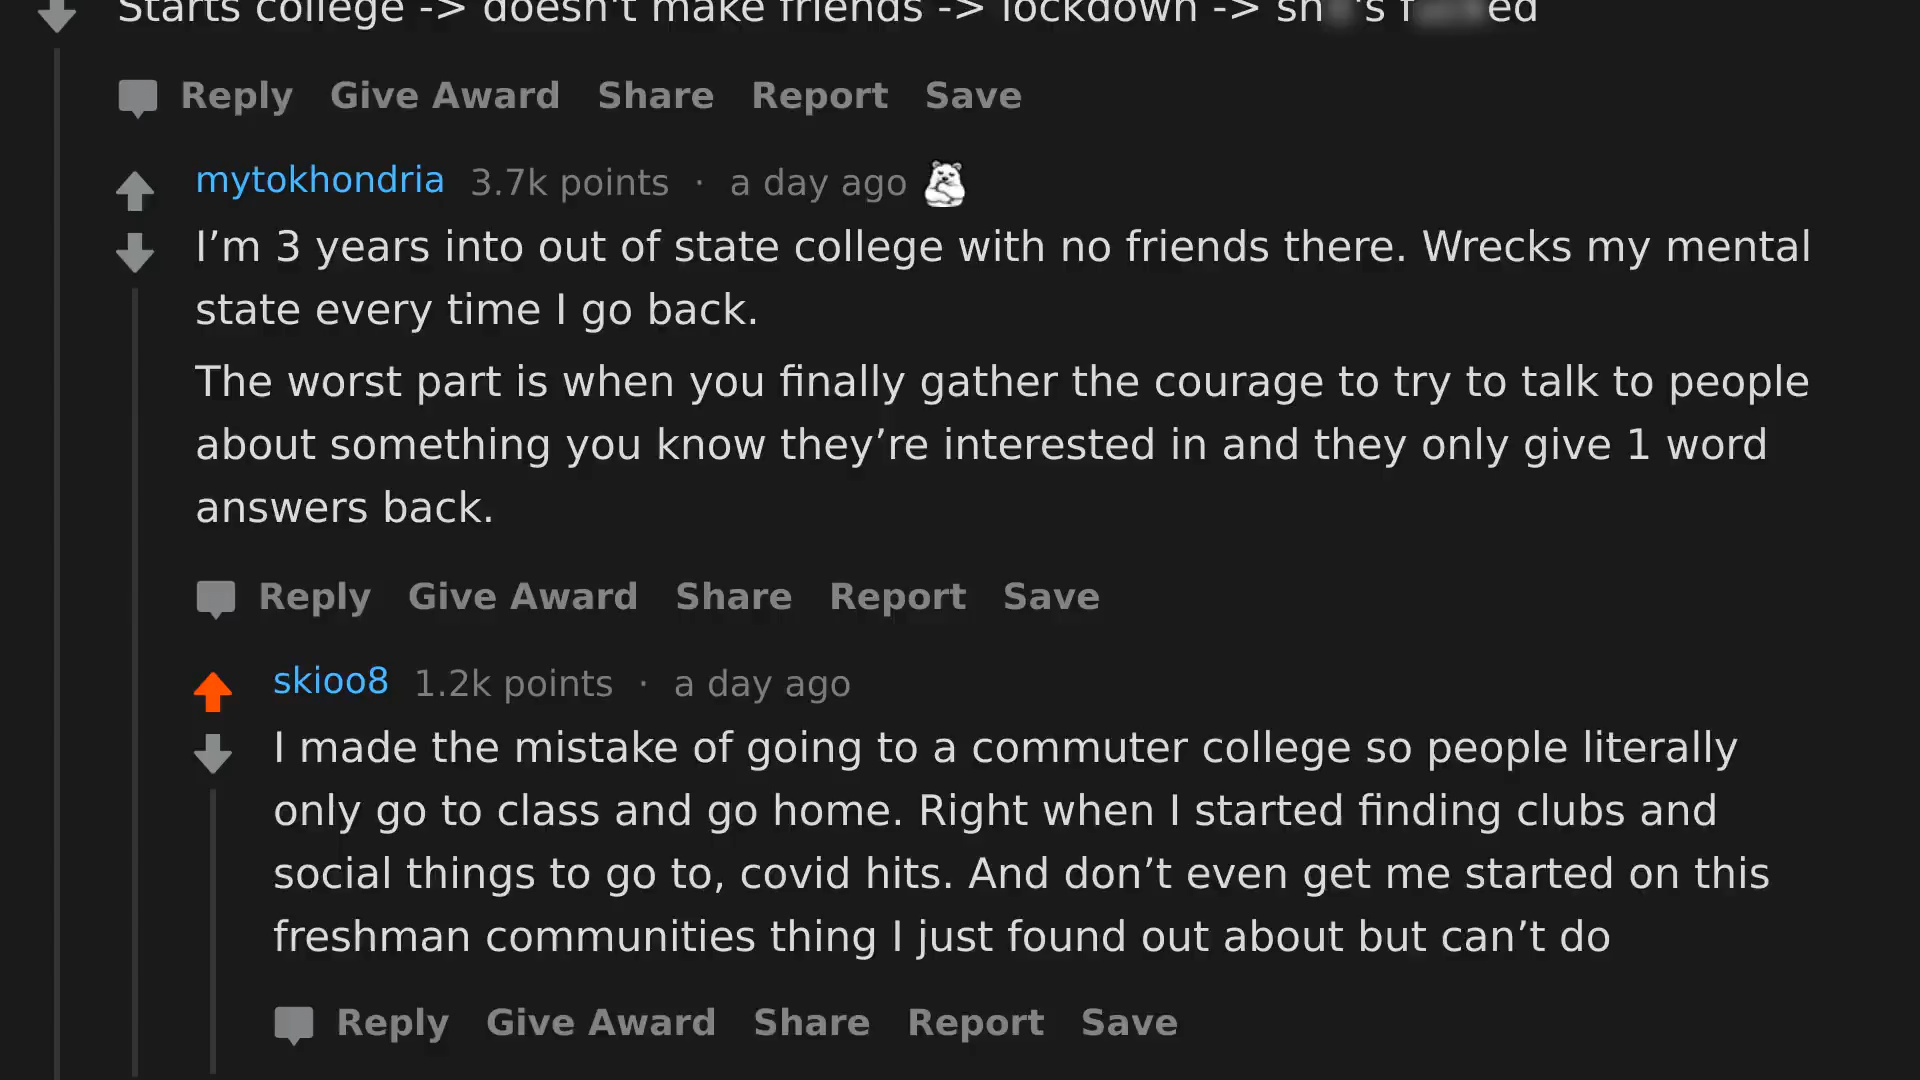 Starts college -> doesn't make friends -> lockdown -> sh 's f ed
Reply Give Award Share Report Save
mytokhondria 3.7k points · a day ago
I’m 3 years into out of state college with no friends there. Wrecks my mental
state every time I go back.
The worst part is when you finally gather the courage to try to talk to people
about something you know they’re interested in and they only give 1 word
answers back.
Reply Give Award Share Report Save
skioo8 1.2k points · a day ago
I made the mistake of going to a commuter college so people literally
only go to class and go home. Right when I started finding clubs and
social things to go to, covid hits. And don’t even get me started on this
freshman communities thing I just found out about but can’t do
Reply Give Award Share Report Save